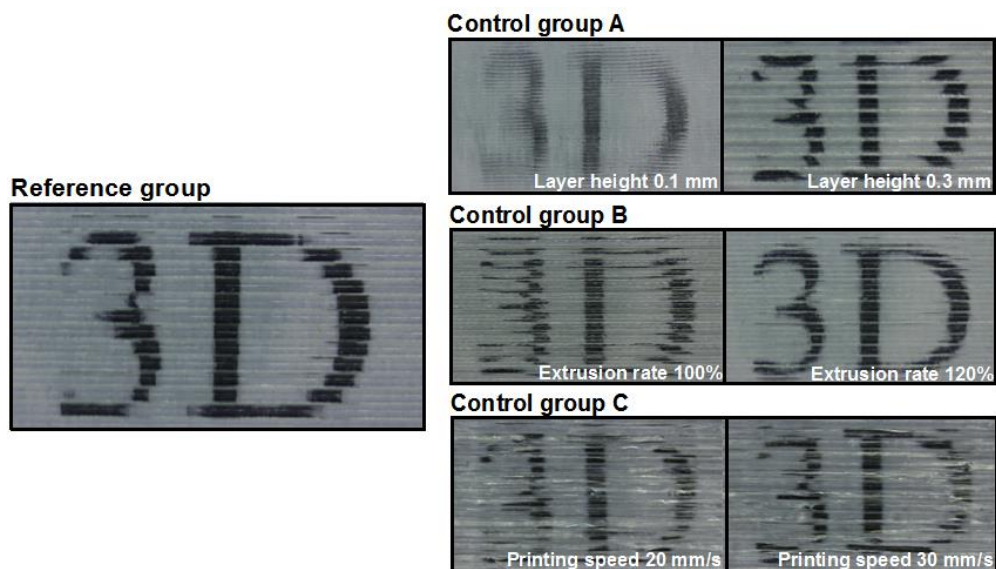 Control group A
3D
Layer height 0.1 mm
3D
Layer height 0.3 mm
Reference group
3D
Control group B
3D
Extrusion rate 100%
3D
Extrusion rate 120%
Control group C
3D
Printing speed 20 mm/s
3D
Printing speed 30 mm/s